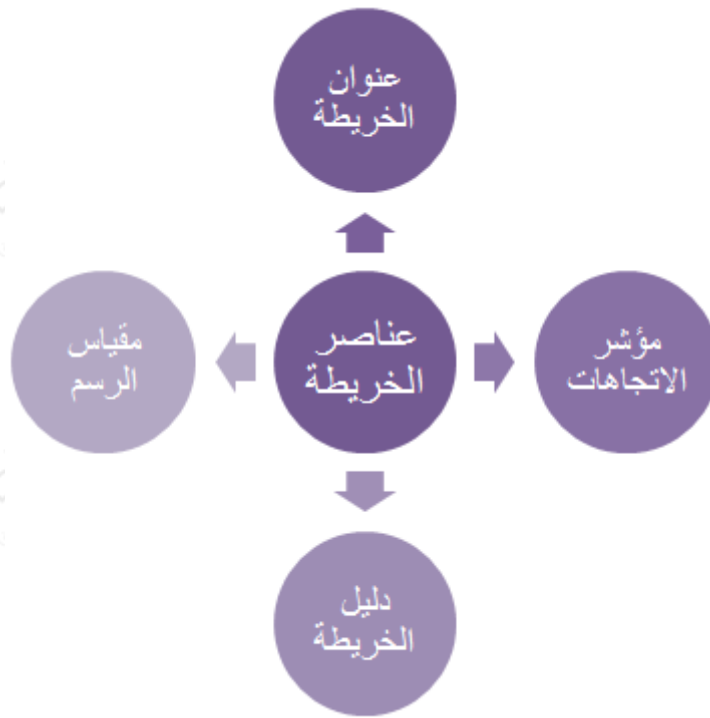 عنوان
الخريطة
مقياس
الرسم
عناصر
الخريطة
مؤشر
الاتجاهات
دليل
الخريطة